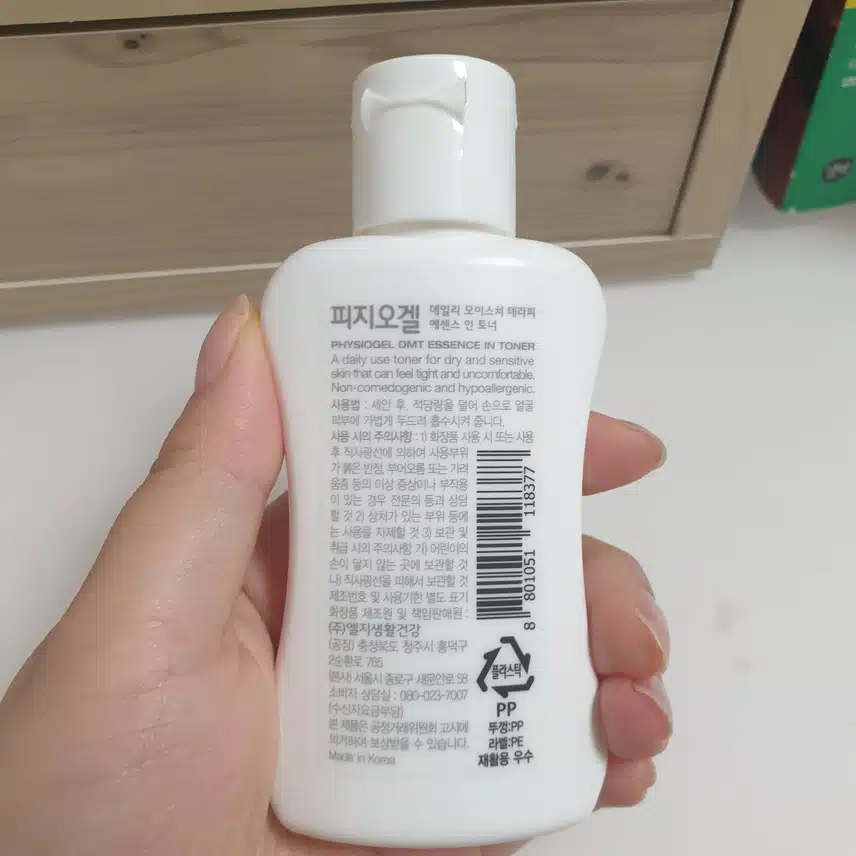 피지오겔 데일리 모이스처 테라피
에센스 인 토너
PHYSIOGEL DMT ESSENCE IN TONER
A daily use toner for dry and sensitive
skin that can feel tight and uncomfortable.
Non-comedogenic and hypoallergenic.
사용법 : 세안 후, 적당량을 덜어 손으로 얼굴
피부에 가볍게 두드려 흡수시켜 줍니다.
사용 시의 주의사항 : 1) 화장품 사용 시 또는 사용
후 직사광선에 의하여 사용부위
가 붉은 반점, 부어오름 또는 가려
움증 등의 이상 증상이나 부작용
이 있는 경우 전문의 등과 상담
할 것 2) 상처가 있는 부위 등에
는 사용을 자제할 것 3) 보관 및
취급 시의 주의사항 가) 어린이의
손이 닿지 않는 곳에 보관할 것
나) 직사광선을 피해서 보관할 것
제조번호 및 사용기한 별도 표기
화장품 제조원 및 책임판매원 :
(주)엘지생활건강
(공장) 충청북도 청주시 흥덕구
2순환로 765
(본사) 서울시 종로구 새문안로 58
소비자 상담실 : 080-023-7007
(수신자요금부담)
본 제품은 공정거래위원회 고시에
의거하여 보상받을 수 있습니다.
Made in Korea
8 801051 118377
플라스틱
PP
뚜껑:PP
라벨:PE
재활용 우수